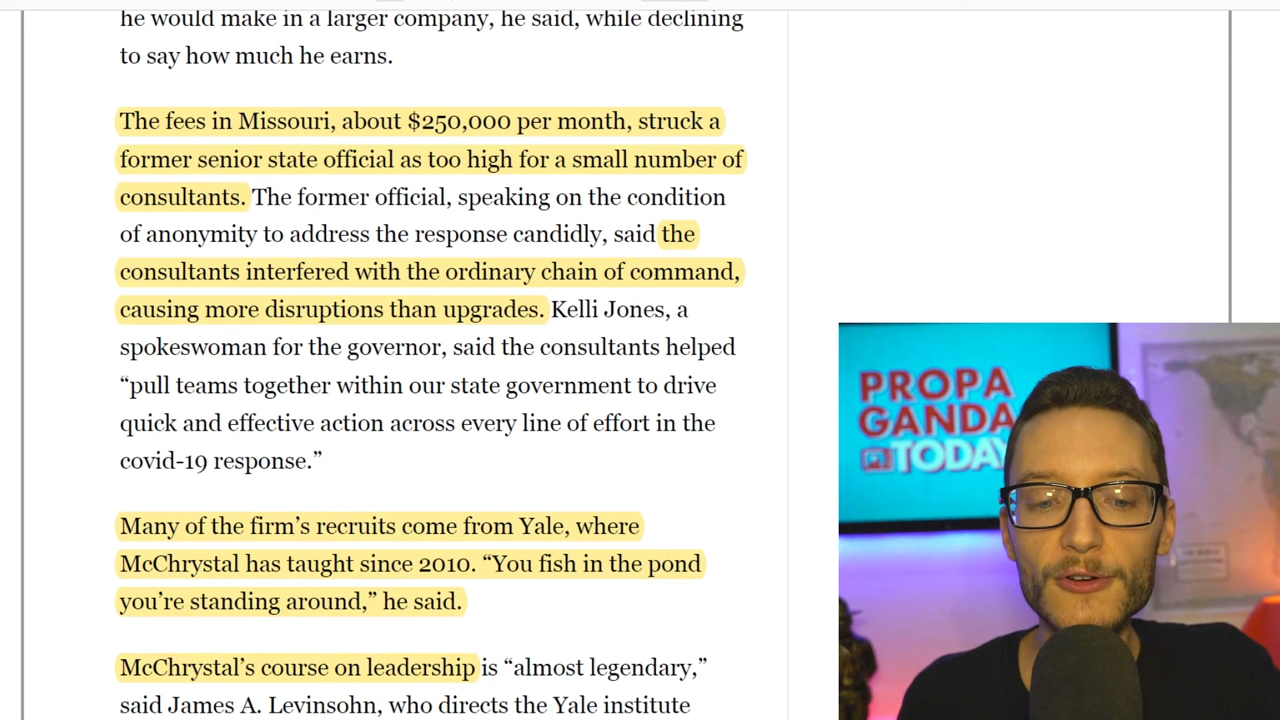 he would make in a larger company, he said, while declining
to say how much he earns.
The fees in Missouri, about $250,000 per month, struck a
former senior state official as too high for a small number of
consultants. The former official, speaking on the condition
of anonymity to address the response candidly, said the
consultants interfered with the ordinary chain of command,
causing more disruptions than upgrades. Kelli Jones, a
spokeswoman for the governor, said the consultants helped
“pull teams together within our state government to drive
quick and effective action across every line of effort in the
covid-19 response.”
Many of the firm’s recruits come from Yale, where
McChrystal has taught since 2010. “You fish in the pond
you’re standing around,” he said.
McChrystal’s course on leadership is “almost legendary,”
said James A. Levinsohn, who directs the Yale institute
PROPA
GANDA
TODAY